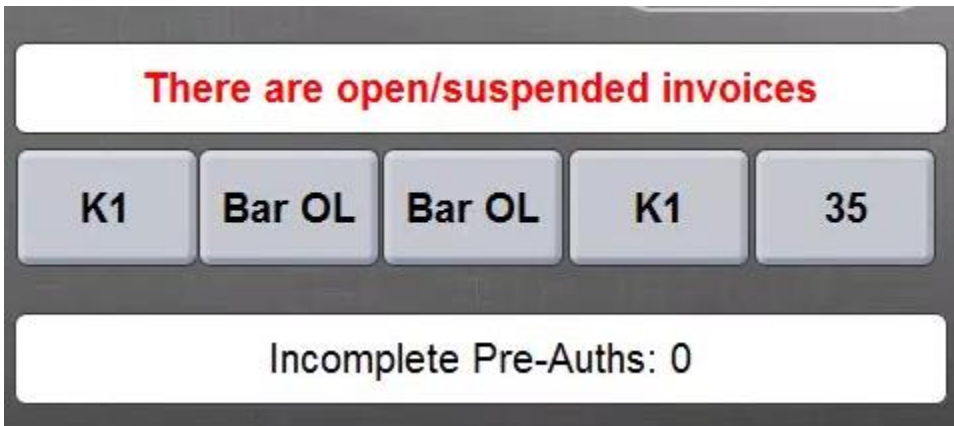 There are open/suspended invoices
K1 Bar OL Bar OL K1 35
Incomplete Pre-Auths: 0